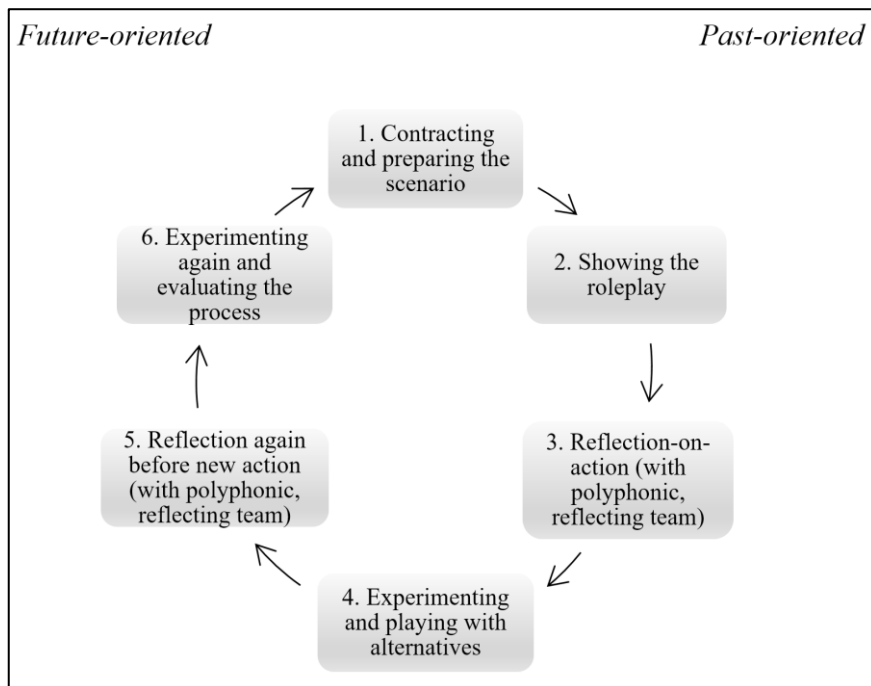 Future-oriented
Past-oriented
1. Contracting
and preparing the
scenario
2. Showing the
roleplay
3. Reflection-on-
action (with
polyphonic,
reflecting team)
4. Experimenting
and playing with
alternatives
5. Reflection again
before new action
(with polyphonic,
reflecting team)
6. Experimenting
again and
evaluating the
process